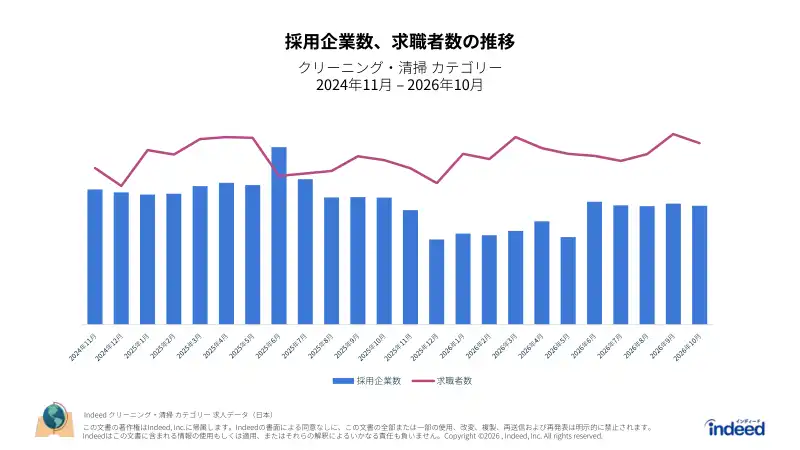 採用企業数、求職者数の推移
クリーニング・清掃 カテゴリー
2024年11月 – 2026年10月
2024年11月
2024年12月
2025年1月
2025年2月
2025年3月
2025年4月
2025年5月
2025年6月
2025年7月
2025年8月
2025年9月
2025年10月
2025年11月
2025年12月
2026年1月
2026年2月
2026年3月
2026年4月
2026年5月
2026年6月
2026年7月
2026年8月
2026年9月
2026年10月
採用企業数 求職者数
Indeed クリーニング・清掃 カテゴリー 求人データ（日本）
この文書の著作権はIndeed, Inc.に帰属します。Indeedの書面による同意なしに、この文書の全部または一部の使用、改変、複製、再送信および再発表は明示的に禁止されます。
Indeedはこの文書に含まれる情報の使用もしくは適用、またはそれらの解釈によるいかなる責任も負いません。Copyright ©2026 , Indeed, Inc. All rights reserved.
インディード
indeed